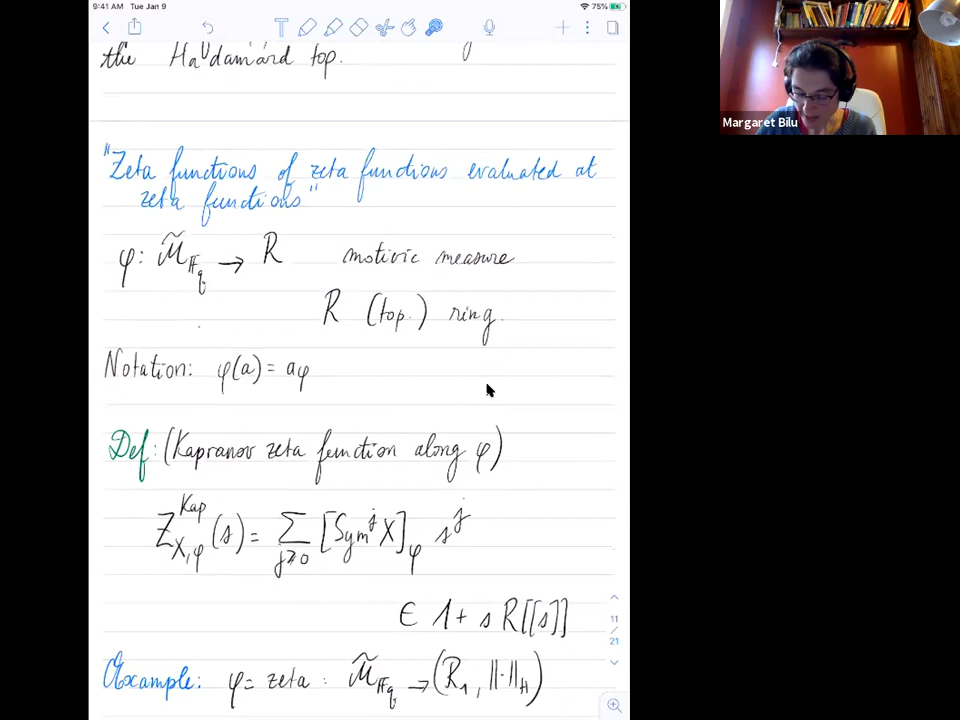 9:41 AM Tue Jan 9
75%
the Hadamard top.
"Zeta functions of zeta functions evaluated at
zeta functions"
φ: M̃_{𝔽_q} → R motivic measure
R (top.) ring.
Notation: φ(a) = a_φ
Def: (Kapranov zeta function along φ)
Z^{Kap}_{X,φ}(s) = Σ_{j≥0} [Sym^j X]_φ s^j
∈ 1 + s R[[s]]
Example: φ = zeta : M̃_{𝔽_q} → (R_1, ||·||_H)
11
/
21
Margaret Bilu